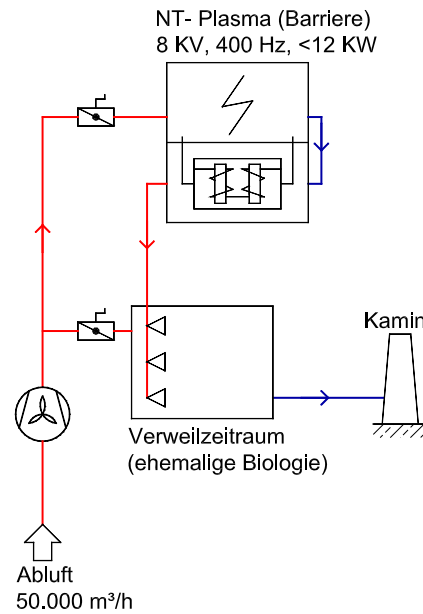 NT- Plasma (Barriere)
8 KV, 400 Hz, <12 KW
Kamin
Verweilzeitraum
(ehemalige Biologie)
Abluft
50.000 m³/h